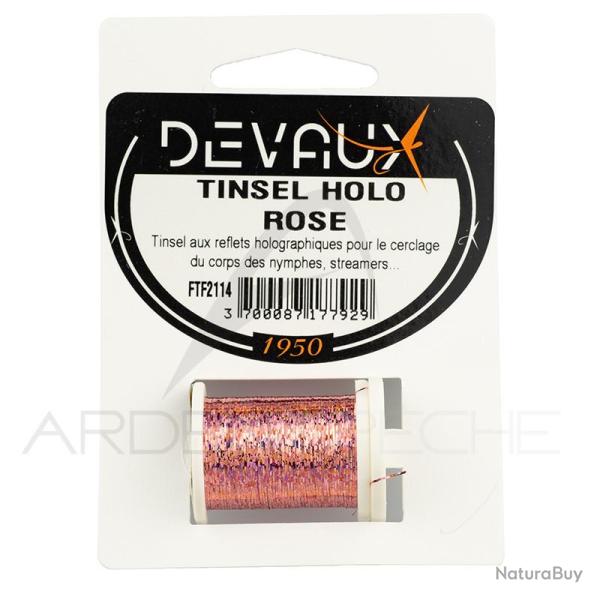 DEVAUX
TINSEL HOLO
ROSE
Tinsel aux reflets holographiques pour le cerclage
du corps des nymphes, streamers...
FTF2114
3 700087 177929
1950
NaturaBuy